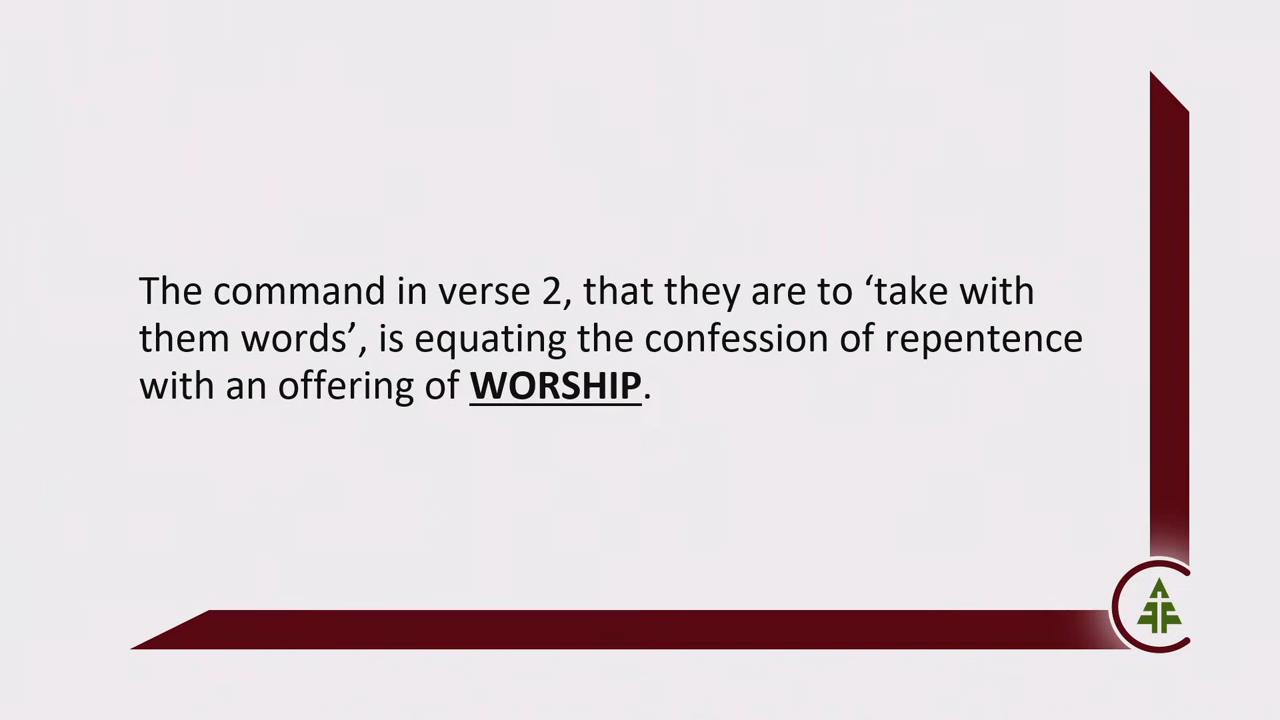 The command in verse 2, that they are to ‘take with
them words’, is equating the confession of repentence
with an offering of WORSHIP.